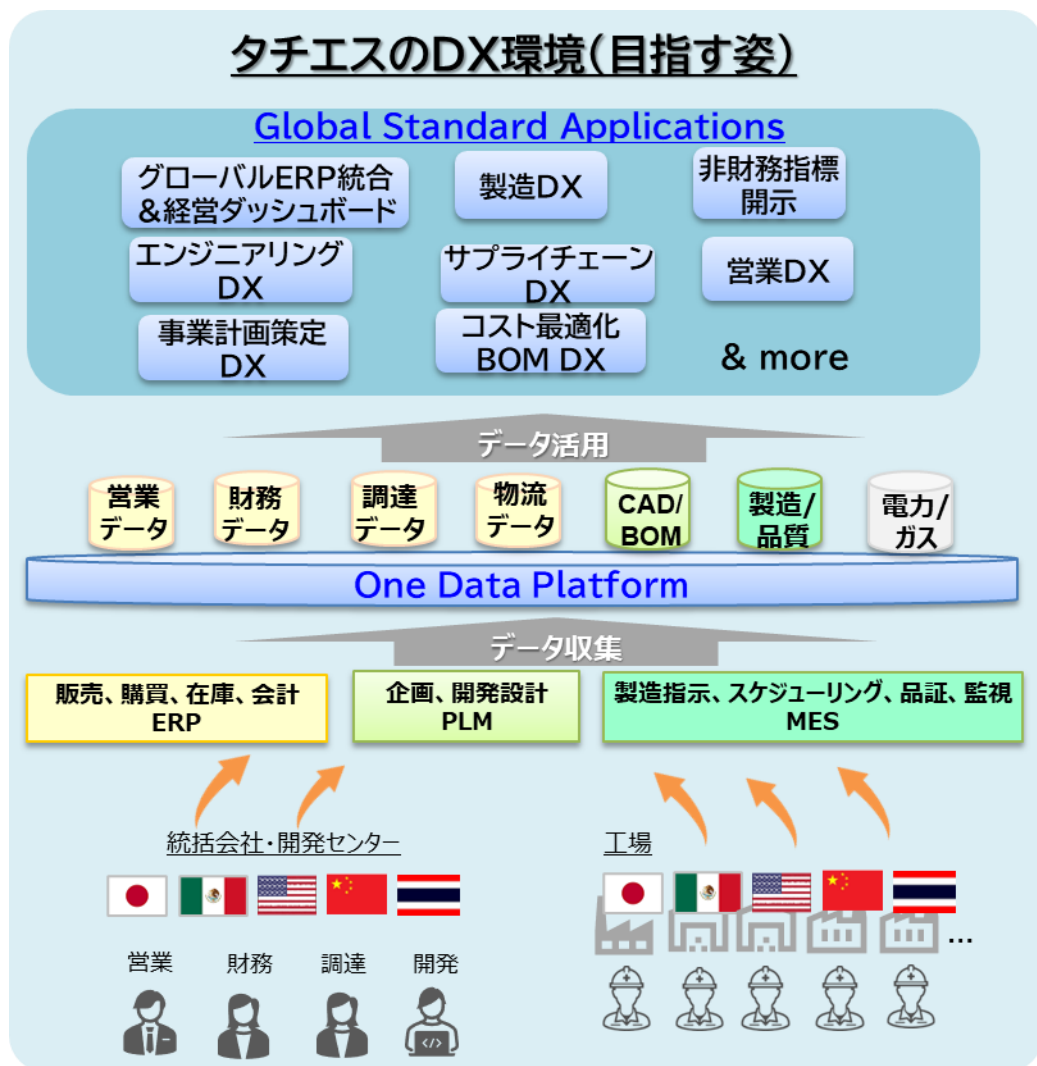 タチエスのDX環境(目指す姿)
Global Standard Applications
グローバルERP統合
&経営ダッシュボード
製造DX
非財務指標
開示
エンジニアリング
DX
サプライチェーン
DX
営業DX
事業計画策定
DX
コスト最適化
BOM DX
& more
データ活用
営業
データ
財務
データ
調達
データ
物流
データ
CAD/
BOM
製造/
品質
電力/
ガス
One Data Platform
データ収集
販売、購買、在庫、会計
ERP
企画、開発設計
PLM
製造指示、スケジューリング、品証、監視
MES
統括会社・開発センター
工場
...
営業
財務
調達
開発
</>